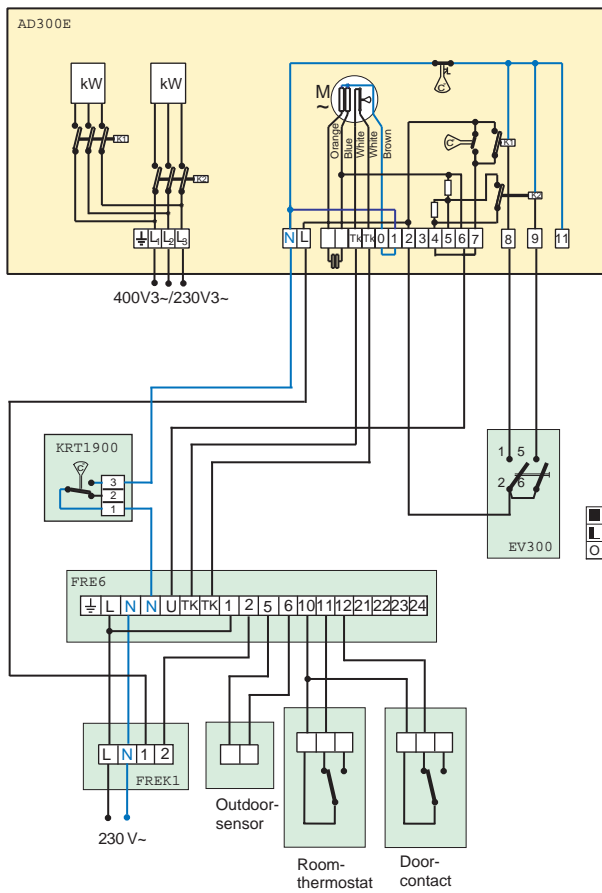 AD300E
kW
kW
M
~
C
Orange
Blue
White
White
Brown
C
K1
K1
K2
K2
L1 L2 L3
N L
Tk Tk 0 1 2 3 4 5 6 7
8
9
11
400V3~/230V3~
KRT1900
C
3
2
1
1 5
2 6
EV300
L
O
FRE6
L N N U TK TK 1 2 5 6 10 11 12 21 22 23 24
L N 1 2
FREK1
230 V~
Outdoor-
sensor
Room-
thermostat
Door-
contact